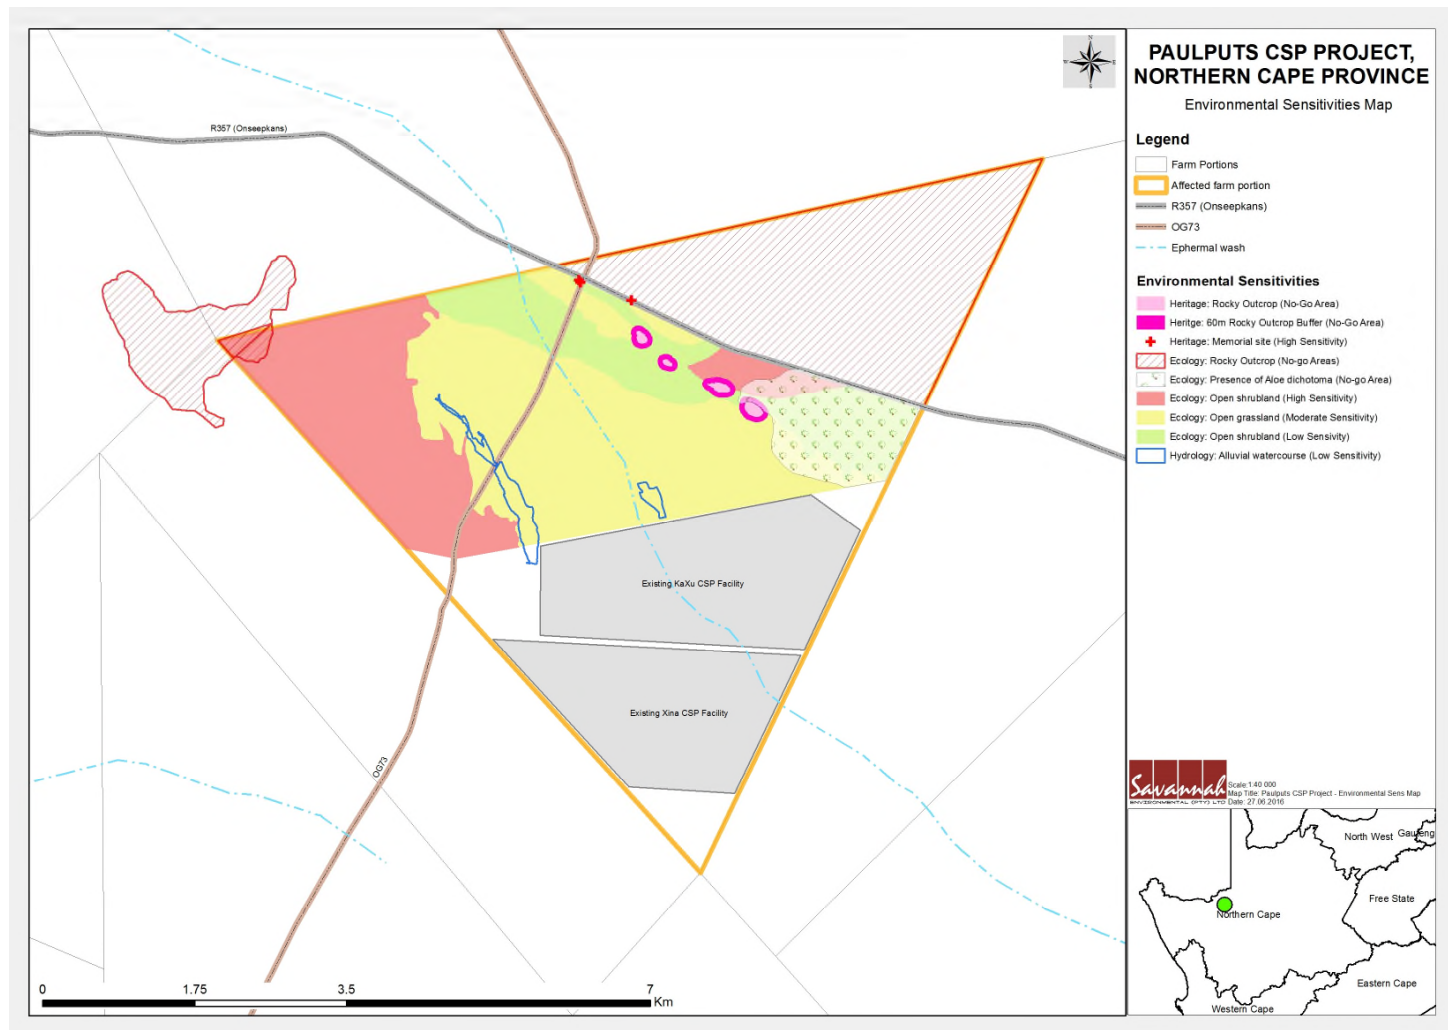 PAULPUTS CSP PROJECT,
NORTHERN CAPE PROVINCE
Environmental Sensitivities Map
Legend
Farm Portions
Affected farm portion
R357 (Onseepkans)
OG73
Ephermal wash
Environmental Sensitivities
Heritage: Rocky Outcrop (No-Go Area)
Heritge: 60m Rocky Outcrop Buffer (No-Go Area)
Heritage: Memorial site (High Sensitivity)
Ecology: Rocky Outcrop (No-go Areas)
Ecology: Presence of Aloe dichotoma (No-go Area)
Ecology: Open shrubland (High Sensitivity)
Ecology: Open grassland (Moderate Sensitivity)
Ecology: Open shrubland (Low Sensivity)
Hydrology: Alluvial watercourse (Low Sensitivity)
N
W
E
S
R357 (Onseepkans)
Existing KaXu CSP Facility
Existing Xina CSP Facility
OG73
0 1.75 3.5 7
Km
Savannah
ENVIRONMENTAL (PTY) LTD
Scale:1:40 000
Map Title: Paulputs CSP Project - Environmental Sens Map
Date: 27.06.2016
North West
Gauteng
Free State
Northern Cape
Eastern Cape
Western Cape